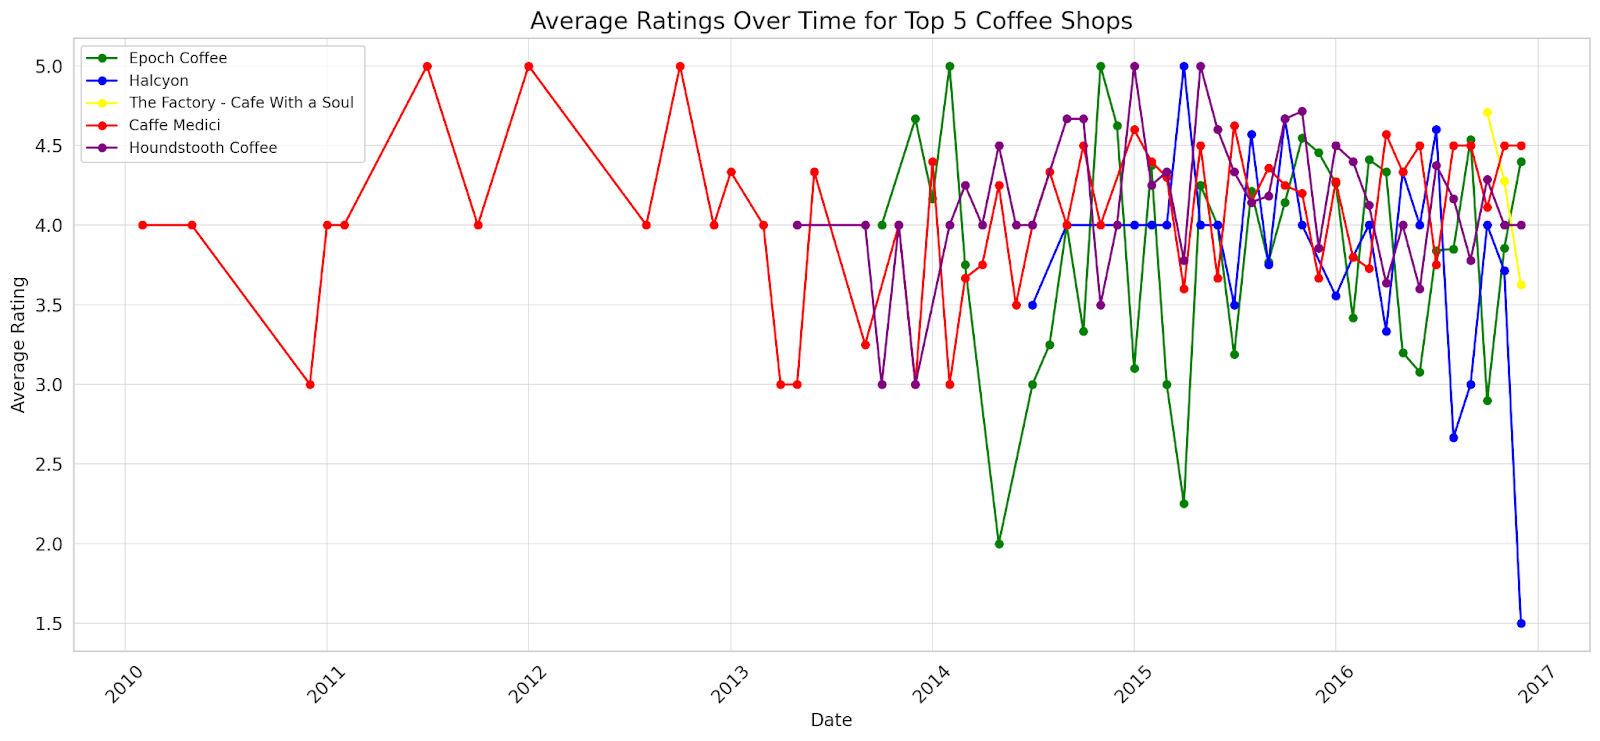 Average Ratings Over Time for Top 5 Coffee Shops
Epoch Coffee
Halcyon
The Factory - Cafe With a Soul
Caffe Medici
Houndstooth Coffee
Average Rating
5.0
4.5
4.0
3.5
3.0
2.5
2.0
1.5
2010
2011
2012
2013
2014
2015
2016
2017
Date